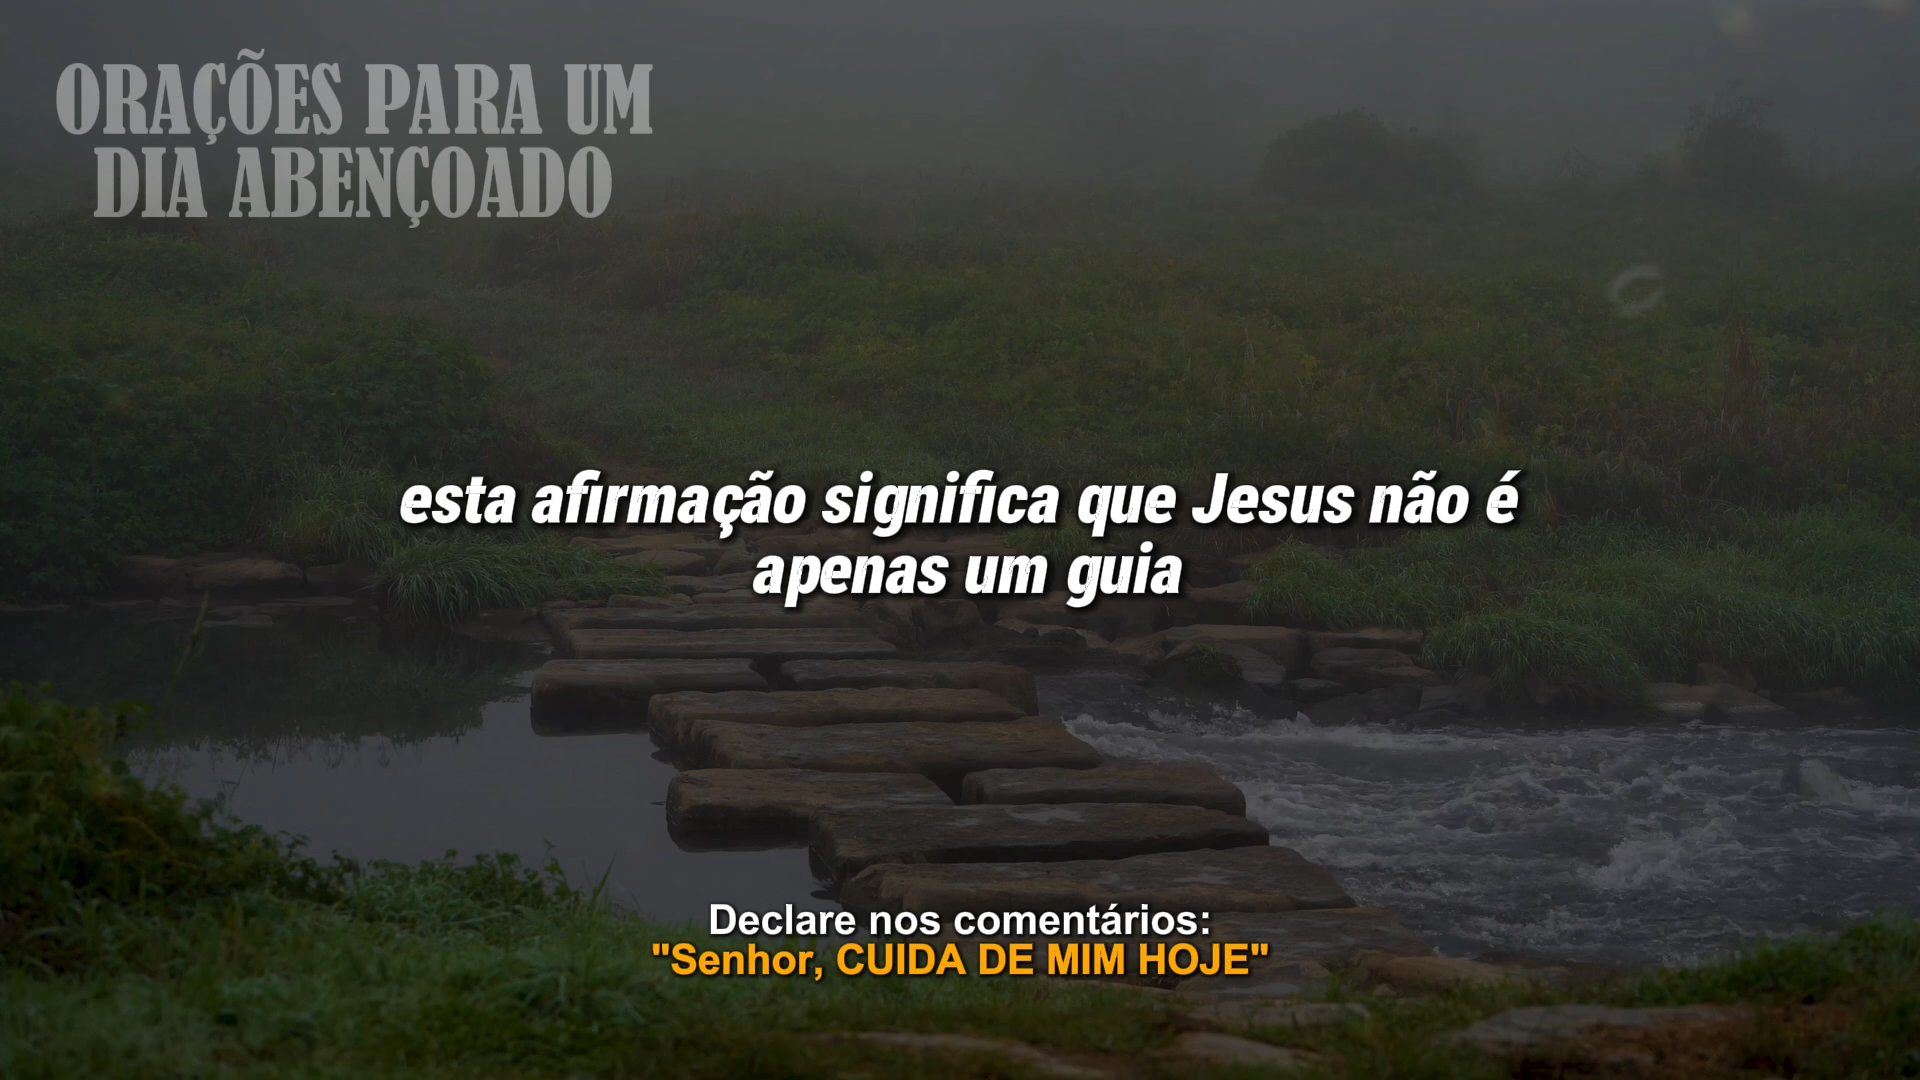 ORAÇÕES PARA UM
DIA ABENÇOADO
esta afirmação significa que Jesus não é
apenas um guia
Declare nos comentários:
"Senhor, CUIDA DE MIM HOJE"